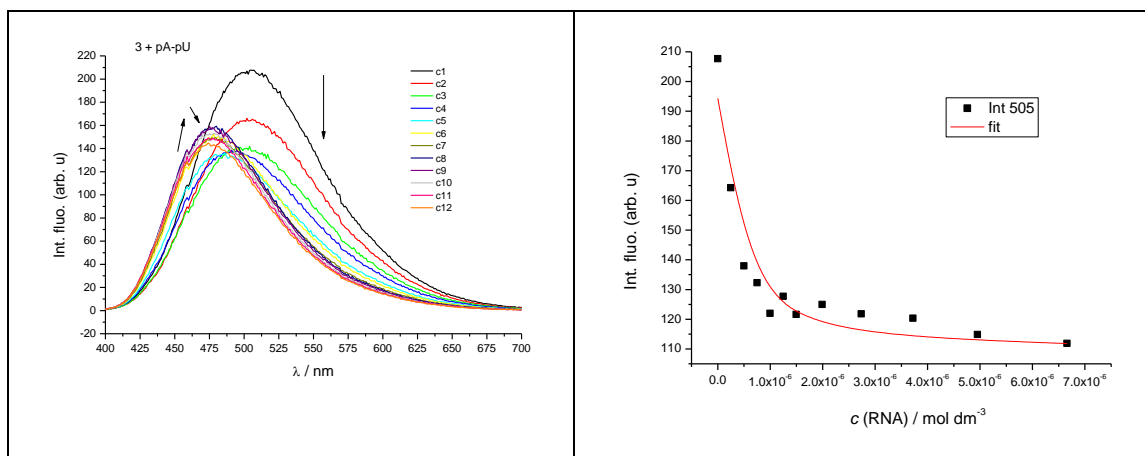 3 + pA-pU
Int. fluo. (arb. u)
220
200
180
160
140
120
100
80
60
40
20
0
-20
400 425 450 475 500 525 550 575 600 625 650 675 700
λ / nm
c1
c2
c3
c4
c5
c6
c7
c8
c9
c10
c11
c12
Int. fluo. (arb. u)
210
200
190
180
170
160
150
140
130
120
110
0.0 1.0x10⁻⁶ 2.0x10⁻⁶ 3.0x10⁻⁶ 4.0x10⁻⁶ 5.0x10⁻⁶ 6.0x10⁻⁶ 7.0x10⁻⁶
c (RNA) / mol dm⁻³
Int 505
fit